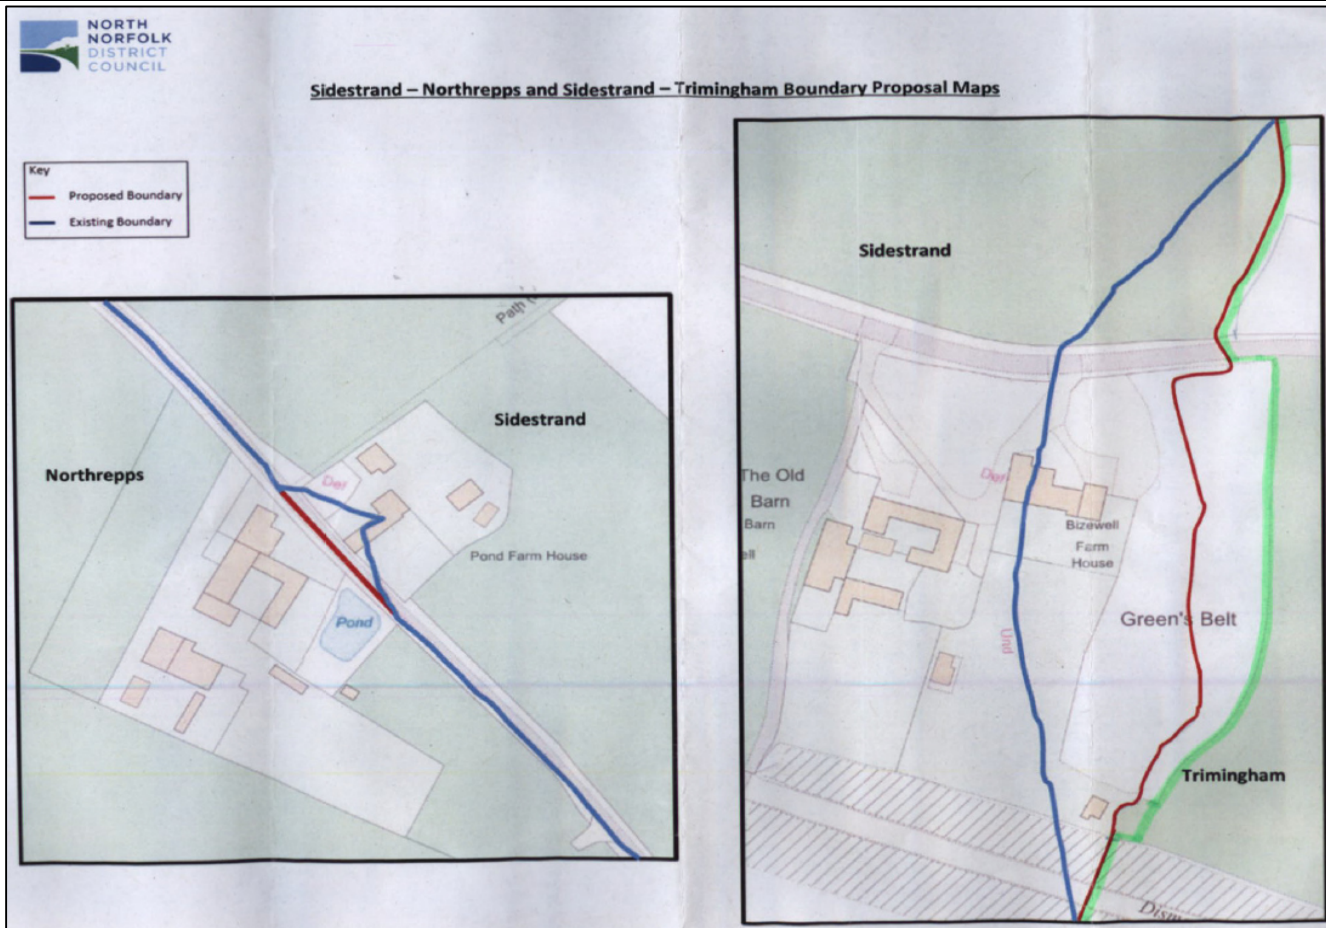 NORTH
NORFOLK
DISTRICT
COUNCIL
Sidestrand – Northrepps and Sidestrand – Trimingham Boundary Proposal Maps
Key
Proposed Boundary
Existing Boundary
Path
Sidestrand
Northrepps
Def
Pond Farm House
Pond
Sidestrand
The Old
Barn
Barn
ell
Def
Bizewell
Farm
House
Und
Green's Belt
Trimingham
Dism